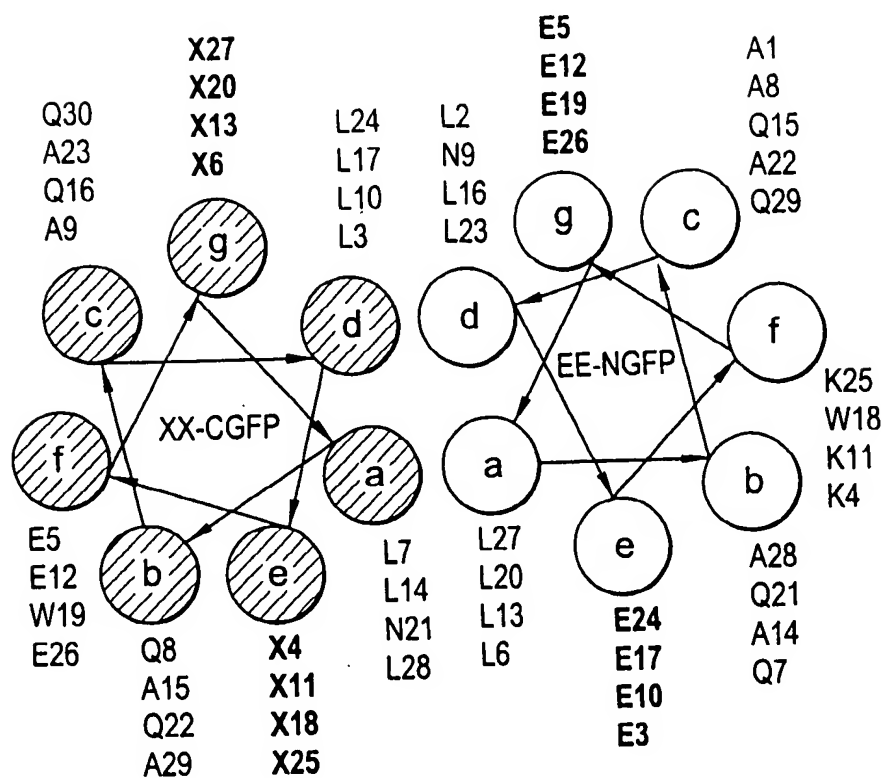 X27
X20
X13
X6
Q30
A23
Q16
A9
L24
L17
L10
L3
L2
N9
L16
L23
E5
E12
E19
E26
A1
A8
Q15
A22
Q29
g
c
d
f
a
b
e
XX-CGFP
g
c
d
f
a
b
e
EE-NGFP
K25
W18
K11
K4
E5
E12
W19
E26
Q8
A15
Q22
A29
X4
X11
X18
X25
L7
L14
N21
L28
L27
L20
L13
L6
E24
E17
E10
E3
A28
Q21
A14
Q7